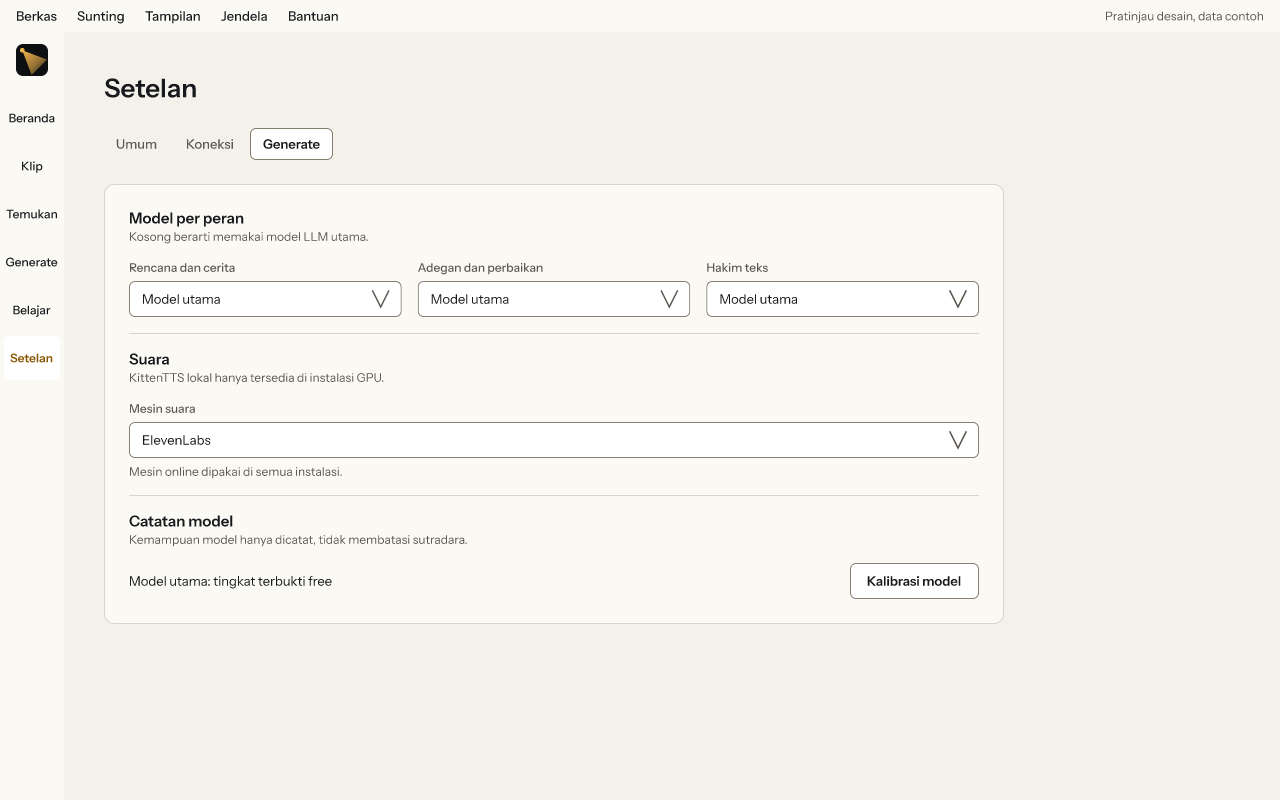 Berkas Sunting Tampilan Jendela Bantuan Pratinjau desain, data contoh
Beranda
Klip
Temukan
Generate
Belajar
Setelan
Setelan
Umum Koneksi Generate
Model per peran
Kosong berarti memakai model LLM utama.
Rencana dan cerita Adegan dan perbaikan Hakim teks
Model utama Model utama Model utama
Suara
KittenTTS lokal hanya tersedia di instalasi GPU.
Mesin suara
ElevenLabs
Mesin online dipakai di semua instalasi.
Catatan model
Kemampuan model hanya dicatat, tidak membatasi sutradara.
Model utama: tingkat terbukti free Kalibrasi model